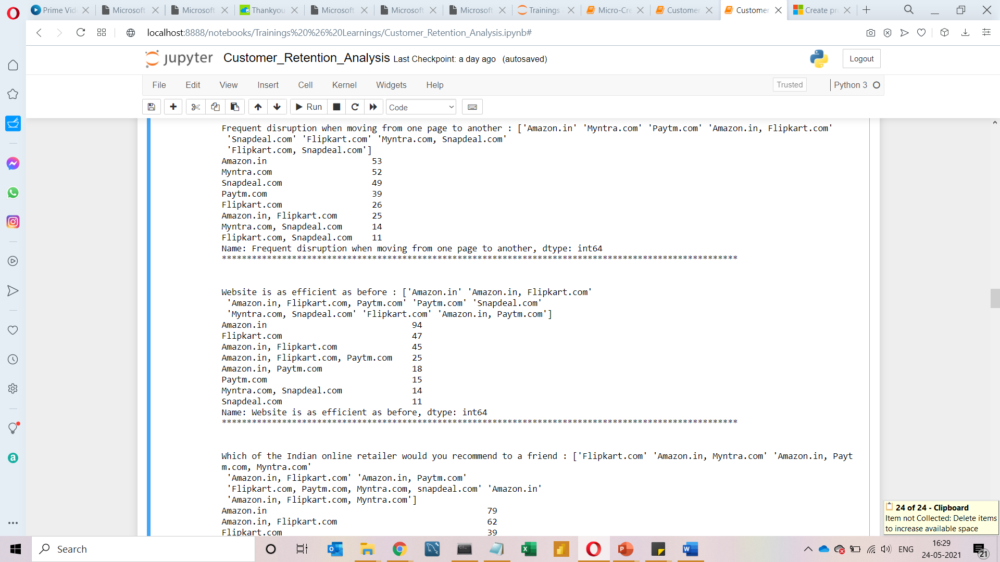 Prime Vid
Microsoft
Microsoft
Thankyou
Microsoft
Microsoft
Microsoft
Trainings
Micro-Cre
Customer
Customer
Create pr
localhost:8888/notebooks/Trainings%20%26%20Learnings/Customer_Retention_Analysis.ipynb#
jupyter Customer_Retention_Analysis Last Checkpoint: a day ago (autosaved)
Logout
File Edit View Insert Cell Kernel Widgets Help
Trusted
Python 3
Run
Code
Frequent disruption when moving from one page to another : ['Amazon.in' 'Myntra.com' 'Paytm.com' 'Amazon.in, Flipkart.com'
'Snapdeal.com' 'Flipkart.com' 'Myntra.com, Snapdeal.com'
'Flipkart.com, Snapdeal.com']
Amazon.in 53
Myntra.com 52
Snapdeal.com 49
Paytm.com 39
Flipkart.com 26
Amazon.in, Flipkart.com 25
Myntra.com, Snapdeal.com 14
Flipkart.com, Snapdeal.com 11
Name: Frequent disruption when moving from one page to another, dtype: int64
*******************************************************************************************************
Website is as efficient as before : ['Amazon.in' 'Amazon.in, Flipkart.com'
'Amazon.in, Flipkart.com, Paytm.com' 'Paytm.com' 'Snapdeal.com'
'Myntra.com, Snapdeal.com' 'Flipkart.com' 'Amazon.in, Paytm.com']
Amazon.in 94
Flipkart.com 47
Amazon.in, Flipkart.com 45
Amazon.in, Flipkart.com, Paytm.com 25
Amazon.in, Paytm.com 18
Paytm.com 15
Myntra.com, Snapdeal.com 14
Snapdeal.com 11
Name: Website is as efficient as before, dtype: int64
*******************************************************************************************************
Which of the Indian online retailer would you recommend to a friend : ['Flipkart.com' 'Amazon.in, Myntra.com' 'Amazon.in, Payt
m.com, Myntra.com'
'Amazon.in, Flipkart.com' 'Amazon.in, Paytm.com'
'Flipkart.com, Paytm.com, Myntra.com, snapdeal.com' 'Amazon.in'
'Amazon.in, Flipkart.com, Myntra.com']
Amazon.in 79
Amazon.in, Flipkart.com 62
Flipkart.com 39
24 of 24 - Clipboard
Item not Collected: Delete items
to increase available space
Search
ENG
16:29
24-05-2021
21